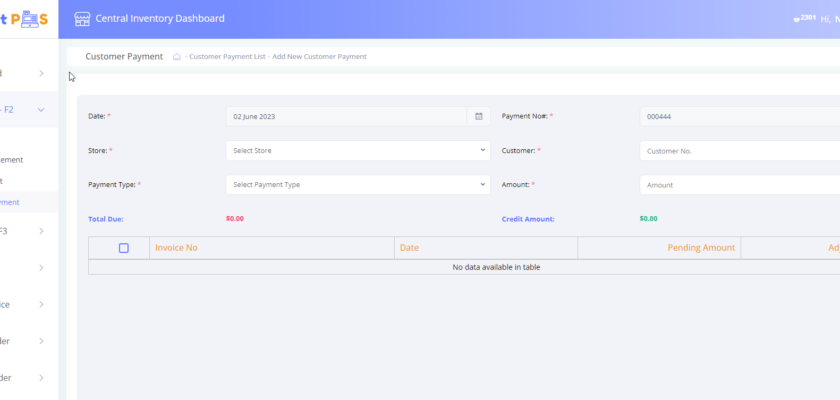 t POS
Central Inventory Dashboard
2301 Hi,
Customer Payment
- Customer Payment List - Add New Customer Payment
- F2
ement
t
ment
F3
ice
der
der
Date: *
02 June 2023
Payment No#: *
000444
Store: *
Select Store
Customer: *
Customer No.
Payment Type: *
Select Payment Type
Amount: *
Amount
Total Due:
$0.00
Credit Amount:
$0.00
Invoice No
Date
Pending Amount
Ad
No data available in table